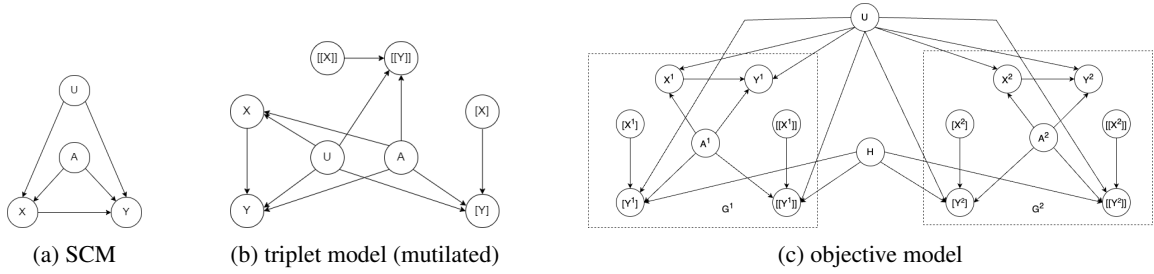 U
A
X
Y
(a) SCM
[[X]]
[[Y]]
X
[X]
U
A
Y
[Y]
(b) triplet model (mutilated)
U
X¹
Y¹
X²
Y²
[X¹]
[[X¹]]
[X²]
[[X²]]
A¹
H
A²
[Y¹]
[[Y¹]]
[Y²]
[[Y²]]
G¹
G²
(c) objective model